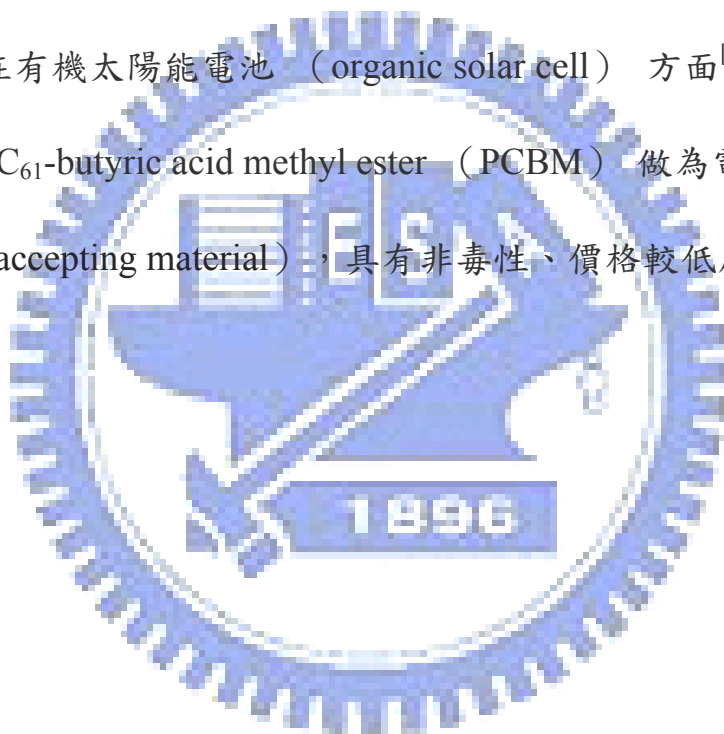 在有機太陽能電池 （organic solar cell） 方面[
C61-butyric acid methyl ester （PCBM） 做為電
accepting material），具有非毒性、價格較低廉
E S
1896